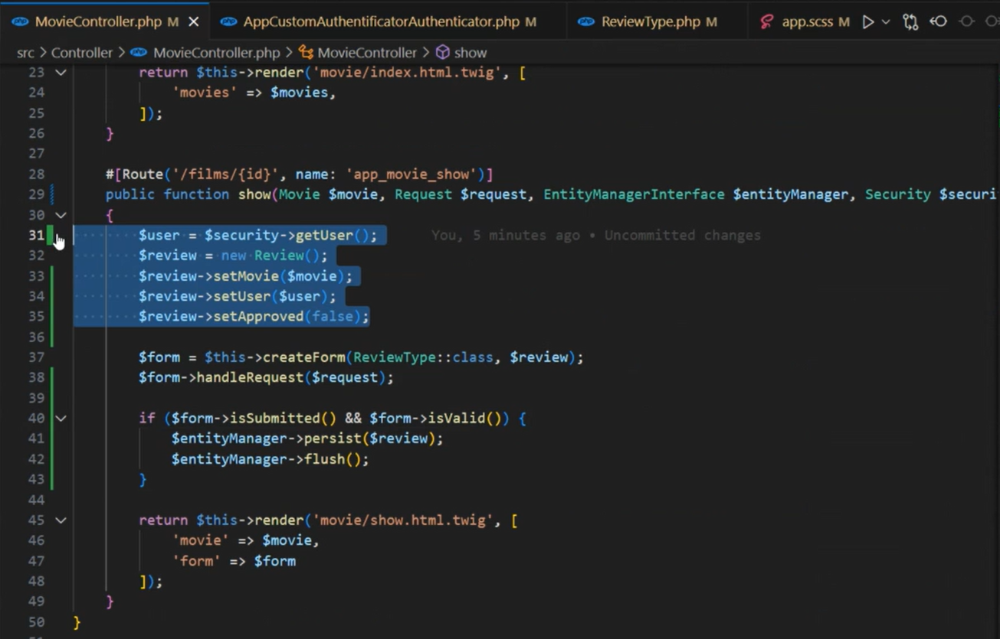 MovieController.php M
AppCustomAuthentificatorAuthenticator.php M
ReviewType.php M
app.scss M
src > Controller > MovieController.php > MovieController > show
23 return $this->render('movie/index.html.twig', [
24 'movies' => $movies,
25 ]);
26 }
27
28 #[Route('/films/{id}', name: 'app_movie_show')]
29 public function show(Movie $movie, Request $request, EntityManagerInterface $entityManager, Security $securi
30 {
31 $user = $security->getUser(); You, 5 minutes ago • Uncommitted changes
32 $review = new Review();
33 $review->setMovie($movie);
34 $review->setUser($user);
35 $review->setApproved(false);
36
37 $form = $this->createForm(ReviewType::class, $review);
38 $form->handleRequest($request);
39
40 if ($form->isSubmitted() && $form->isValid()) {
41 $entityManager->persist($review);
42 $entityManager->flush();
43 }
44
45 return $this->render('movie/show.html.twig', [
46 'movie' => $movie,
47 'form' => $form
48 ]);
49 }
50 }